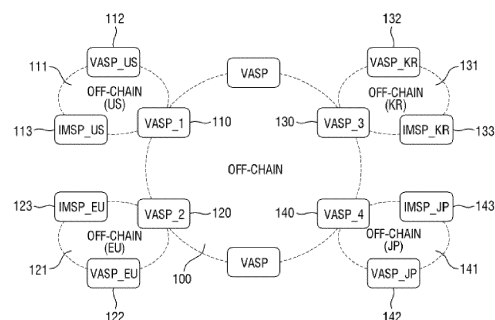 112
132
111
VASP_US
VASP
VASP_KR
131
OFF-CHAIN
(US)
OFF-CHAIN
(KR)
113
IMSP_US
VASP_1
110
130
VASP_3
IMSP_KR
133
OFF-CHAIN
123
IMSP_EU
VASP_2
120
140
VASP_4
IMSP_JP
143
OFF-CHAIN
(EU)
OFF-CHAIN
(JP)
121
VASP_EU
100
VASP
VASP_JP
141
122
142